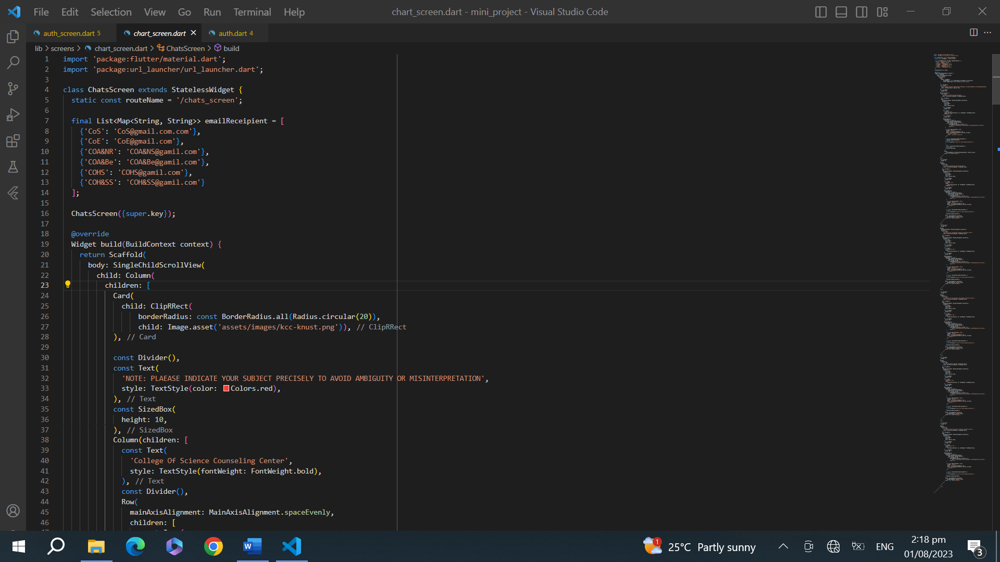 File Edit Selection View Go Run Terminal Help chart_screen.dart - mini_project - Visual Studio Code
auth_screen.dart 5 chart_screen.dart auth.dart 4
lib > screens > chart_screen.dart > ChatsScreen > build
1 import 'package:flutter/material.dart';
2 import 'package:url_launcher/url_launcher.dart';
3
4 class ChatsScreen extends StatelessWidget {
5 static const routeName = '/chats_screen';
6
7 final List<Map<String, String>> emailReceipient = [
8 {'CoS': 'CoS@gmail.com.com'},
9 {'CoE': 'CoE@gmail.com'},
10 {'COA&NR': 'COA&NS@gamil.com'},
11 {'COA&Be': 'COA&Be@gamil.com'},
12 {'COHS': 'COHS@gamil.com'},
13 {'COH&SS': 'COH&SS@gamil.com'}
14 ];
15
16 ChatsScreen({super.key});
17
18 @override
19 Widget build(BuildContext context) {
20 return Scaffold(
21 body: SingleChildScrollView(
22 child: Column(
23 children: [
24 Card(
25 child: ClipRRect(
26 borderRadius: const BorderRadius.all(Radius.circular(20)),
27 child: Image.asset('assets/images/kcc-knust.png')), // ClipRRect
28 ), // Card
29
30 const Divider(),
31 const Text(
32 'NOTE: PLAEASE INDICATE YOUR SUBJECT PRECISELY TO AVOID AMBIGUITY OR MISINTERPRETATION',
33 style: TextStyle(color: Colors.red),
34 ), // Text
35 const SizedBox(
36 height: 10,
37 ), // SizedBox
38 Column(children: [
39 const Text(
40 'College Of Science Counseling Center',
41 style: TextStyle(fontWeight: FontWeight.bold),
42 ), // Text
43 const Divider(),
44 Row(
45 mainAxisAlignment: MainAxisAlignment.spaceEvenly,
46 children: [
1 25°C Partly sunny ENG 2:18 pm
01/08/2023 3